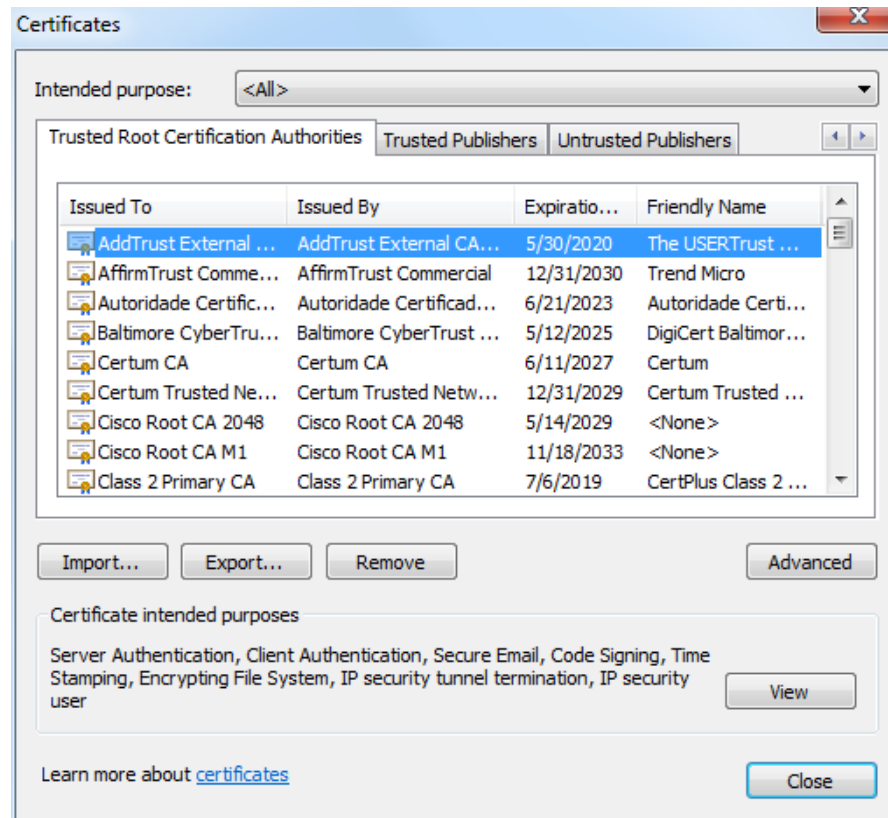 Certificates
Intended purpose: <All>
Trusted Root Certification Authorities Trusted Publishers Untrusted Publishers
Issued To Issued By Expiratio... Friendly Name
AddTrust External ... AddTrust External CA... 5/30/2020 The USERTrust ...
AffirmTrust Comme... AffirmTrust Commercial 12/31/2030 Trend Micro
Autoridade Certific... Autoridade Certificad... 6/21/2023 Autoridade Certi...
Baltimore CyberTru... Baltimore CyberTrust ... 5/12/2025 DigiCert Baltimor...
Certum CA Certum CA 6/11/2027 Certum
Certum Trusted Ne... Certum Trusted Netw... 12/31/2029 Certum Trusted ...
Cisco Root CA 2048 Cisco Root CA 2048 5/14/2029 <None>
Cisco Root CA M1 Cisco Root CA M1 11/18/2033 <None>
Class 2 Primary CA Class 2 Primary CA 7/6/2019 CertPlus Class 2 ...
Import... Export... Remove Advanced
Certificate intended purposes
Server Authentication, Client Authentication, Secure Email, Code Signing, Time
Stamping, Encrypting File System, IP security tunnel termination, IP security
user
View
Learn more about certificates
Close